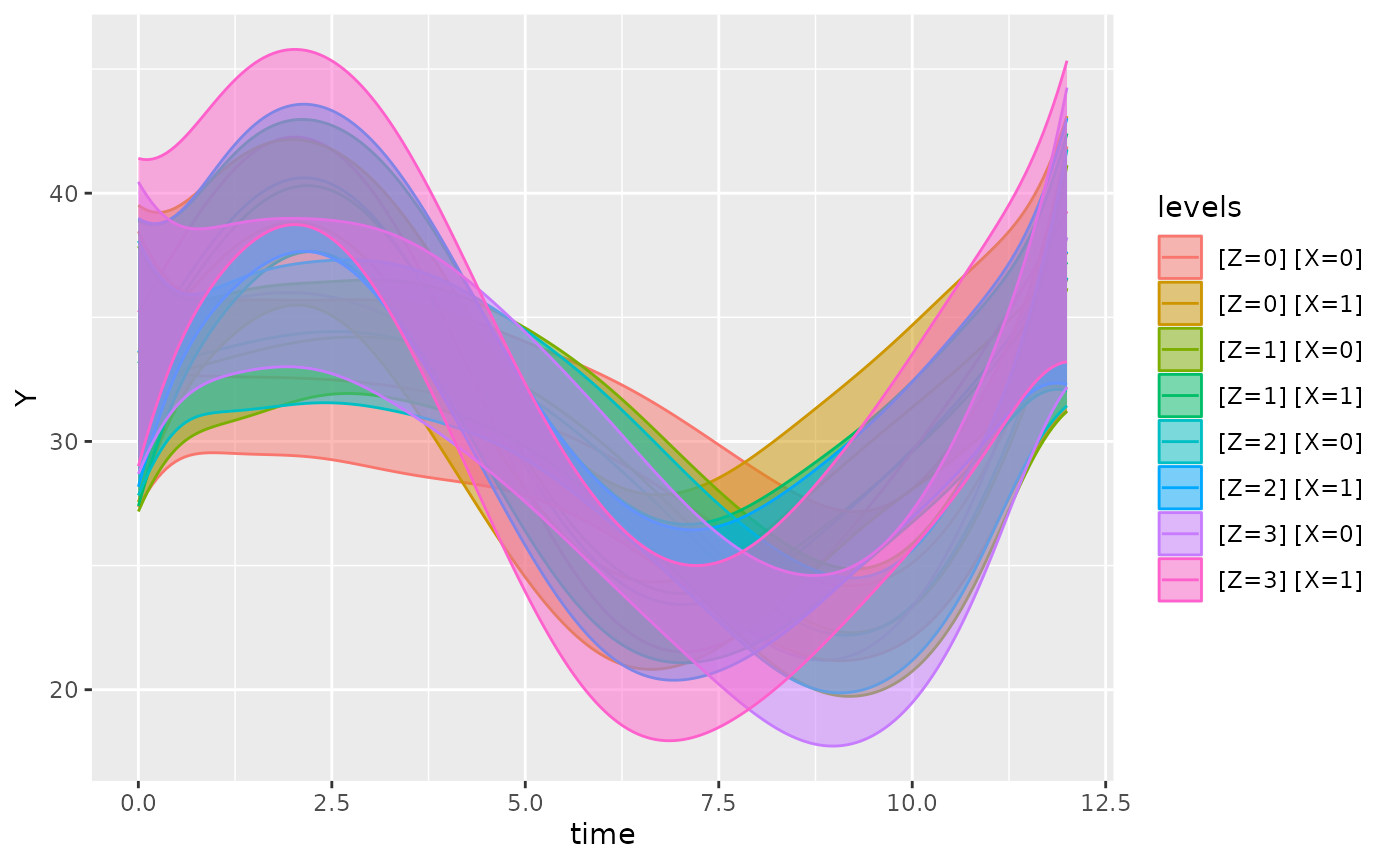 40
30
20
Y
0.0 2.5 5.0 7.5 10.0 12.5
time
levels
[Z=0] [X=0]
[Z=0] [X=1]
[Z=1] [X=0]
[Z=1] [X=1]
[Z=2] [X=0]
[Z=2] [X=1]
[Z=3] [X=0]
[Z=3] [X=1]